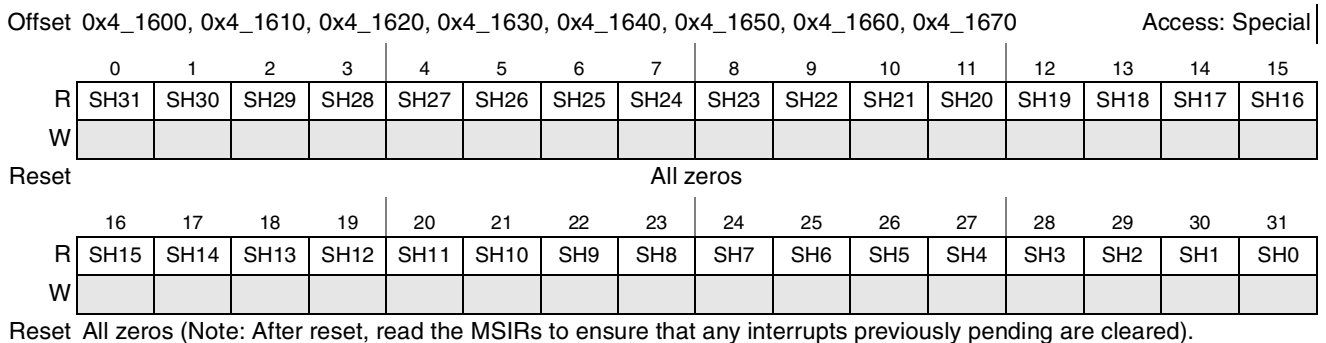 Offset 0x4_1600, 0x4_1610, 0x4_1620, 0x4_1630, 0x4_1640, 0x4_1650, 0x4_1660, 0x4_1670 Access: Special
0 1 2 3 4 5 6 7 8 9 10 11 12 13 14 15
R SH31 SH30 SH29 SH28 SH27 SH26 SH25 SH24 SH23 SH22 SH21 SH20 SH19 SH18 SH17 SH16
W
Reset All zeros
16 17 18 19 20 21 22 23 24 25 26 27 28 29 30 31
R SH15 SH14 SH13 SH12 SH11 SH10 SH9 SH8 SH7 SH6 SH5 SH4 SH3 SH2 SH1 SH0
W
Reset All zeros (Note: After reset, read the MSIRs to ensure that any interrupts previously pending are cleared).